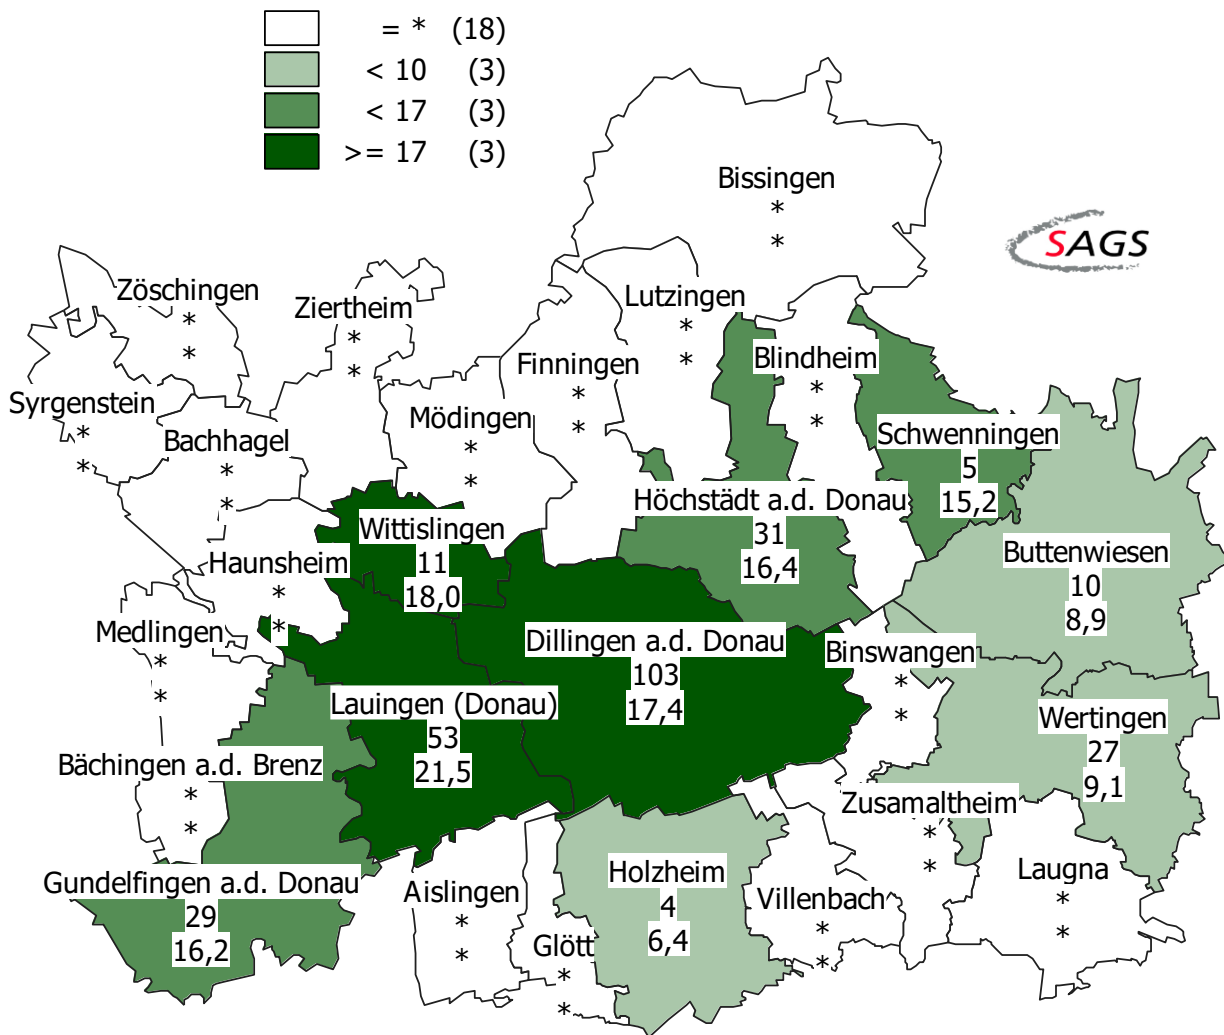 = * (18)
< 10 (3)
< 17 (3)
>= 17 (3)
Bissingen
*
*
SAGS
Zöschingen
*
*
Ziertheim
*
*
Lutzingen
*
*
Finningen
*
*
Blindheim
*
*
Syrgenstein
*
*
Mödingen
*
*
Bachhagel
*
*
Schwenningen
5
15,2
Höchstädt a.d. Donau
31
16,4
Wittislingen
11
18,0
Haunsheim
*
*
Buttenwiesen
10
8,9
Medlingen
*
*
Dillingen a.d. Donau
103
17,4
Binswangen
*
*
Lauingen (Donau)
53
21,5
Wertingen
27
9,1
Bächingen a.d. Brenz
*
*
Zusamaltheim
*
*
Gundelfingen a.d. Donau
29
16,2
Aislingen
*
*
Holzheim
4
6,4
Villenbach
*
*
Laugna
*
*
Glött
*
*